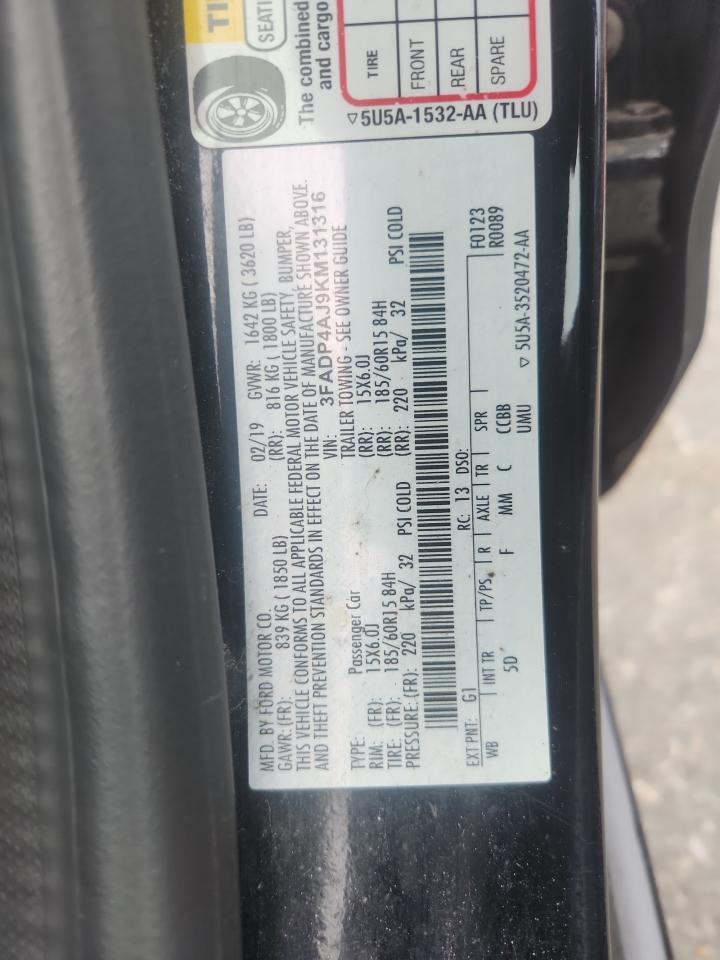 TI
SEATI
The combined
and cargo
TIRE
FRONT
REAR
SPARE
▽5U5A-1532-AA (TLU)
MFD. BY FORD MOTOR CO. DATE: 02/19 GVWR: 1642 KG ( 3620 LB)
GAWR: (FR): 839 KG ( 1850 LB) (RR): 816 KG ( 1800 LB)
THIS VEHICLE CONFORMS TO ALL APPLICABLE FEDERAL MOTOR VEHICLE SAFETY, BUMPER,
AND THEFT PREVENTION STANDARDS IN EFFECT ON THE DATE OF MANUFACTURE SHOWN ABOVE.
VIN: 3FADP4AJ9KM131316
TYPE: Passenger Car TRAILER TOWING - SEE OWNER GUIDE
RIM: (FR): 15X6.0J (RR): 15X6.0J
TIRE: (FR): 185/60R15 84H (RR): 185/60R15 84H
PRESSURE: (FR): 220 kPa/ 32 PSI COLD (RR): 220 kPa/ 32 PSI COLD
EXT PNT: G1 RC: 13 DSO: F0123
WB INT TR TP/PS R AXLE TR SPR R0089
5D F MM C CCBB
UMU ▽ 5U5A-3520472-AA